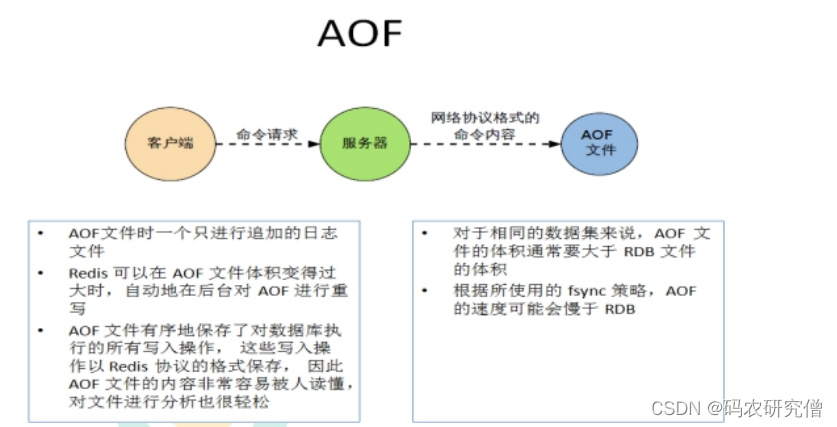 AOF
客户端
命令请求
服务器
网络协议格式的
命令内容
AOF
文件
• AOF文件时一个只进行追加的日志
文件
• Redis 可以在 AOF 文件体积变得过
大时，自动地在后台对 AOF 进行重
写
• AOF 文件有序地保存了对数据库执
行的所有写入操作， 这些写入操
作以 Redis 协议的格式保存， 因此
AOF 文件的内容非常容易被人读懂，
对文件进行分析也很轻松
• 对于相同的数据集来说，AOF 文
件的体积通常要大于 RDB 文件
的体积
• 根据所使用的 fsync 策略，AOF
的速度可能会慢于 RDB
CSDN @码农研究僧